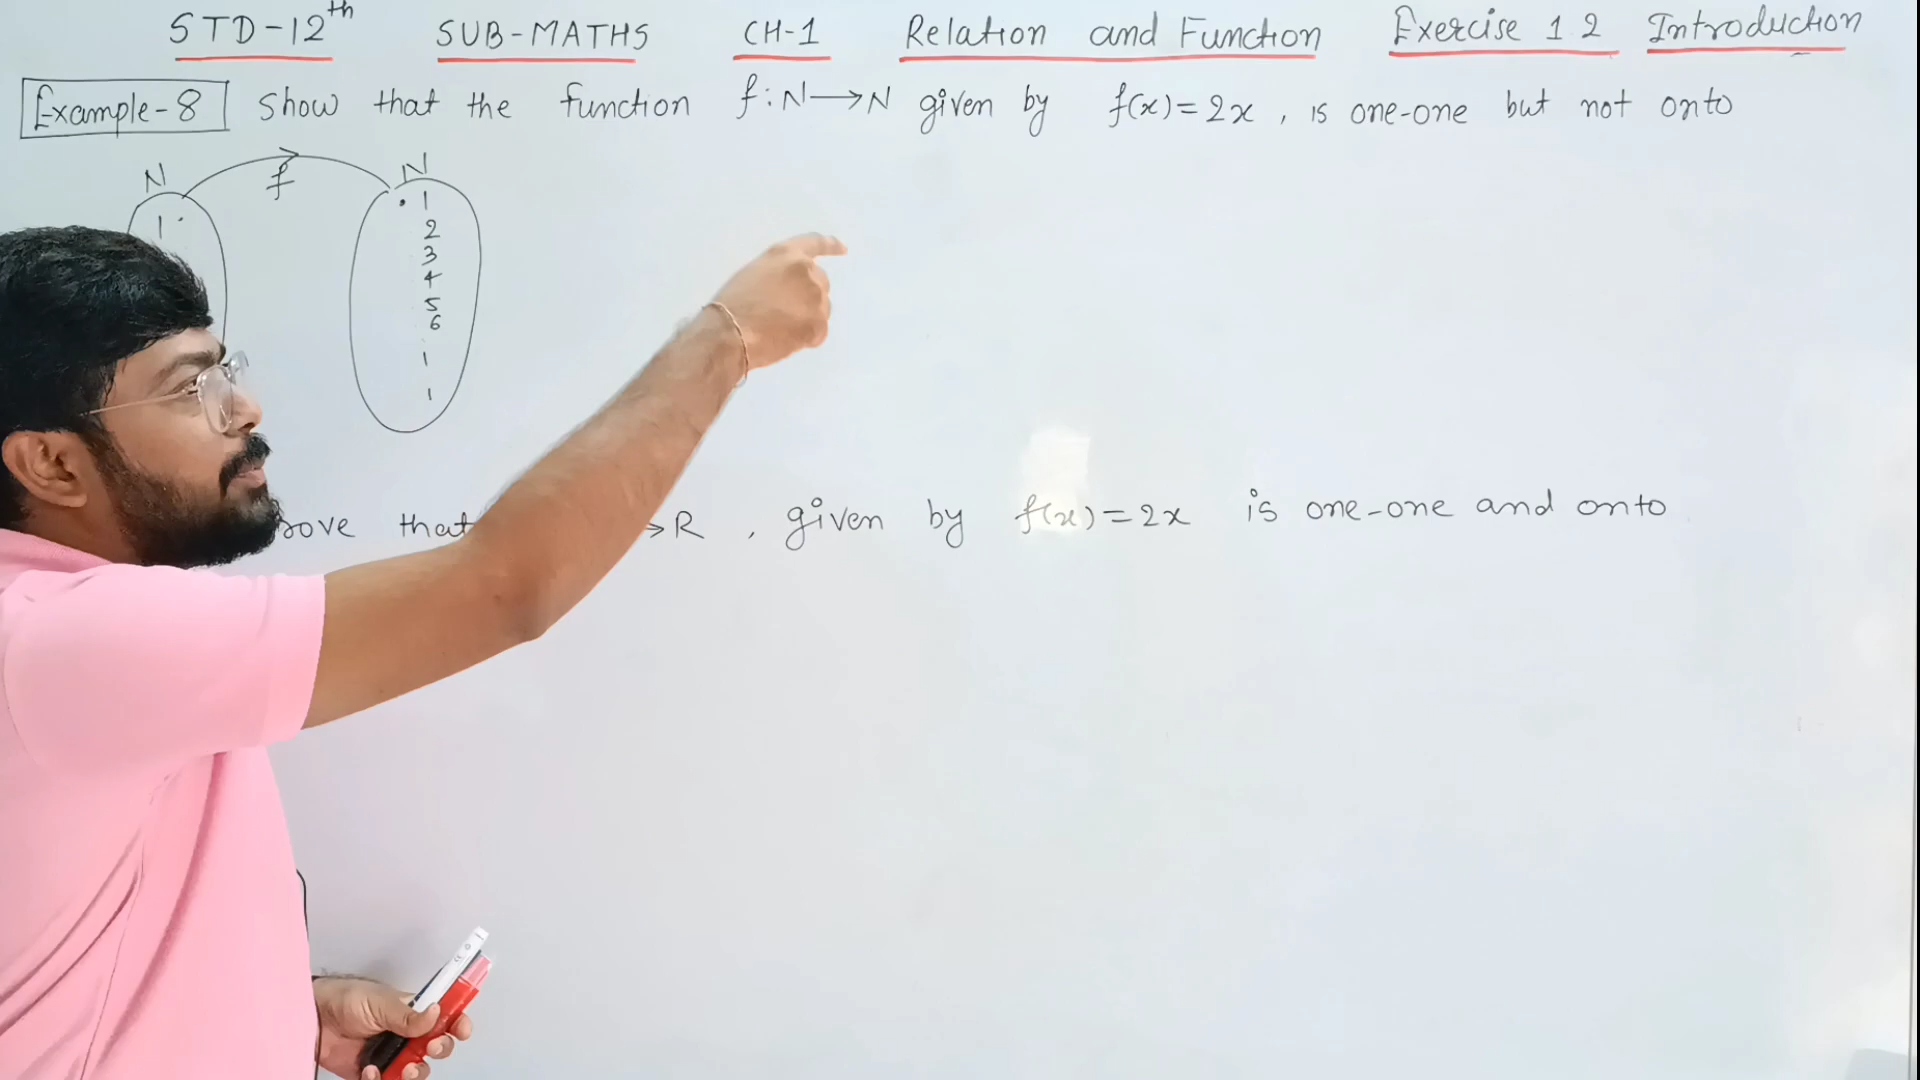 STD-12th SUB-MATHS CH-1 Relation and Function Exercise 1.2 Introduction
Example-8 Show that the function f:N→N given by f(x)=2x, is one-one but not onto
N f N
1 1
2
3
4
5
6
that →R, given by f(x)=2x is one-one and onto